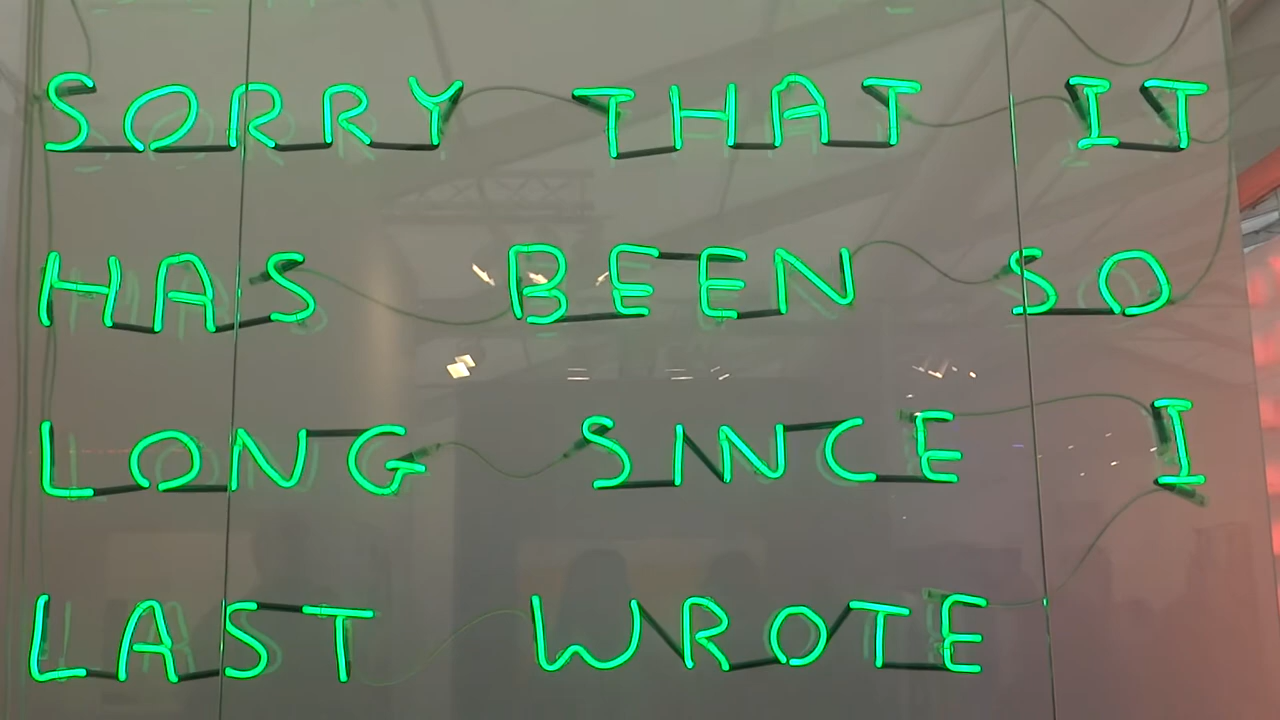 SORRY THAT IT
HAS BEEN SO
LONG SINCE I
LAST WROTE